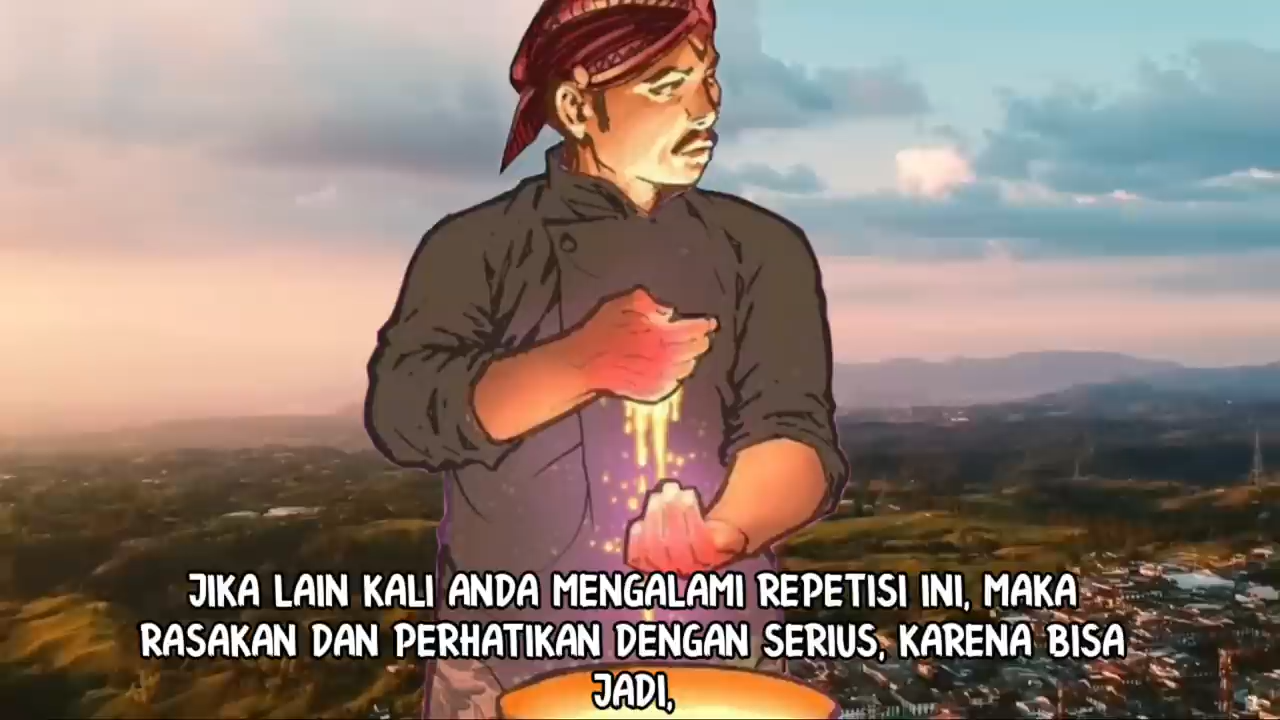 JIKA LAIN KALI ANDA MENGALAMI REPETISI INI, MAKA
RASAKAN DAN PERHATIKAN DENGAN SERIUS, KARENA BISA
JADI,